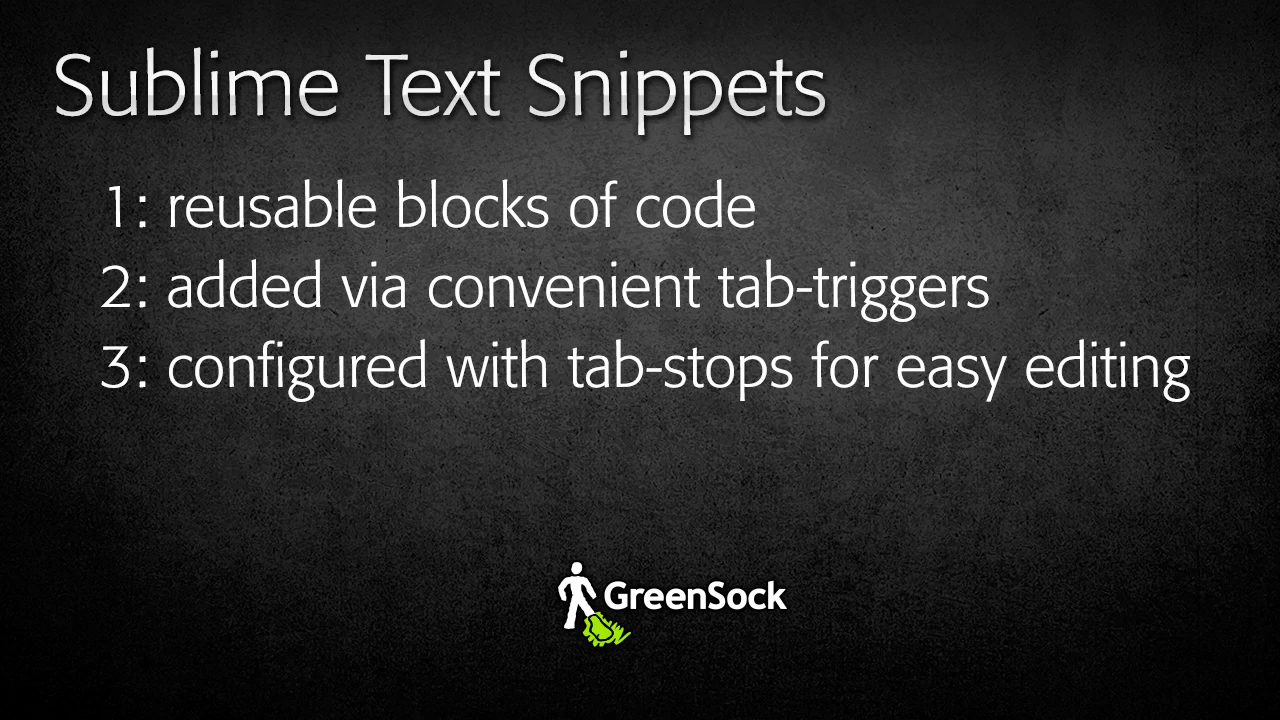 Sublime Text Snippets
1: reusable blocks of code
2: added via convenient tab-triggers
3: configured with tab-stops for easy editing
GreenSock